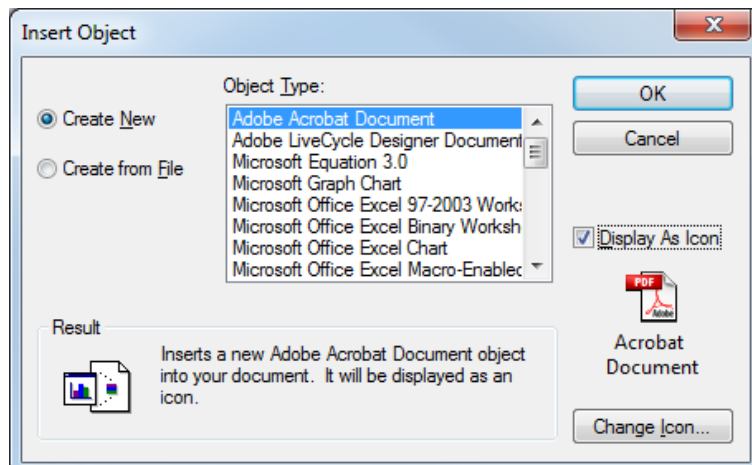 Insert Object
Object Type:
Create New
Create from File
Adobe Acrobat Document
Adobe LiveCycle Designer Document
Microsoft Equation 3.0
Microsoft Graph Chart
Microsoft Office Excel 97-2003 Works
Microsoft Office Excel Binary Worksh
Microsoft Office Excel Chart
Microsoft Office Excel Macro-Enabled
OK
Cancel
Display As Icon
PDF
Adobe
Acrobat
Document
Change Icon...
Result
Inserts a new Adobe Acrobat Document object
into your document. It will be displayed as an
icon.